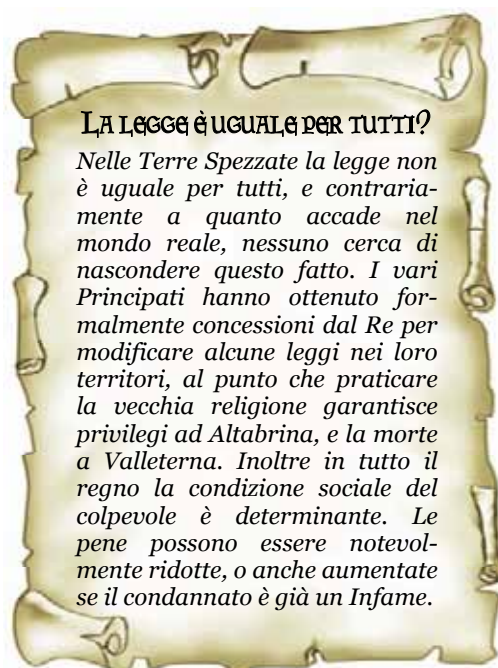 La legge è uguale per tutti?
Nelle Terre Spezzate la legge non
è uguale per tutti, e contraria-
mente a quanto accade nel
mondo reale, nessuno cerca di
nascondere questo fatto. I vari
Principati hanno ottenuto for-
malmente concessioni dal Re per
modificare alcune leggi nei loro
territori, al punto che praticare
la vecchia religione garantisce
privilegi ad Altabrina, e la morte
a Valleterna. Inoltre in tutto il
regno la condizione sociale del
colpevole è determinante. Le
pene possono essere notevol-
mente ridotte, o anche aumentate
se il condannato è già un Infame.